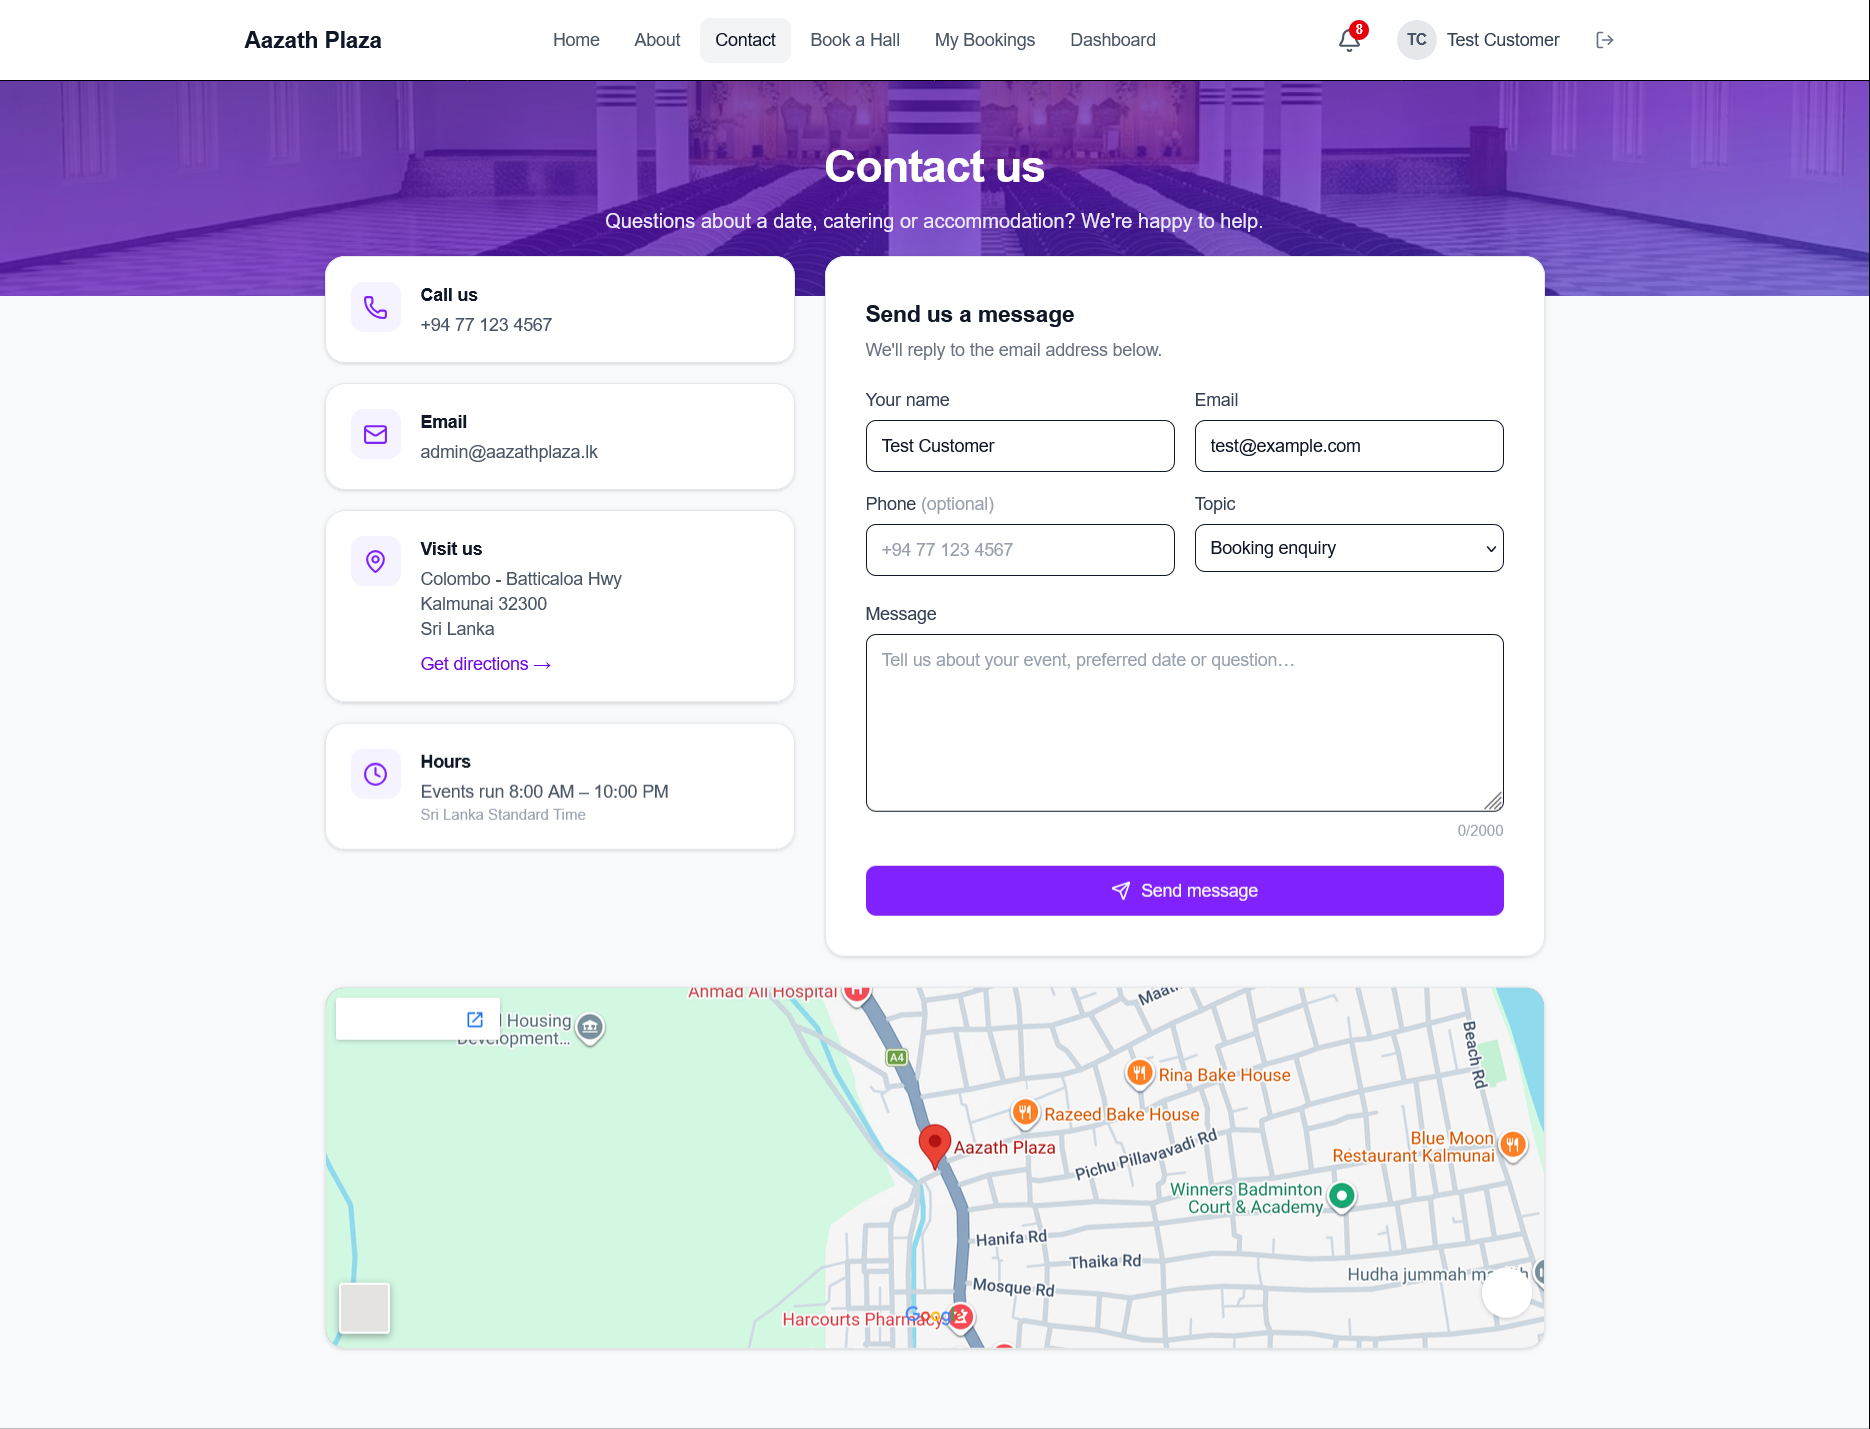 Aazath Plaza
Home
About
Contact
Book a Hall
My Bookings
Dashboard
8
TC
Test Customer
Contact us
Questions about a date, catering or accommodation? We're happy to help.
Call us
+94 77 123 4567
Email
admin@aazathplaza.lk
Visit us
Colombo - Batticaloa Hwy
Kalmunai 32300
Sri Lanka
Get directions →
Hours
Events run 8:00 AM – 10:00 PM
Sri Lanka Standard Time
Send us a message
We'll reply to the email address below.
Your name
Test Customer
Email
test@example.com
Phone (optional)
+94 77 123 4567
Topic
Booking enquiry
Message
Tell us about your event, preferred date or question…
0/2000
Send message
Ahmad Ali Hospital
Housing
Development...
A4
Beach Rd
Rina Bake House
Razeed Bake House
Aazath Plaza
Pichu Pillavavadi Rd
Blue Moon
Restaurant Kalmunai
Winners Badminton
Court & Academy
Hanifa Rd
Thaika Rd
Mosque Rd
Hudha jummah
Harcourts Pharmacy
Google